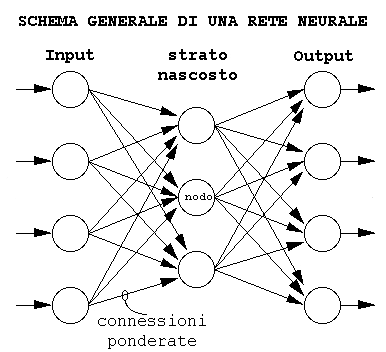 SCHEMA GENERALE DI UNA RETE NEURALE
Input
strato
nascosto
Output
nodo
connessioni
ponderate